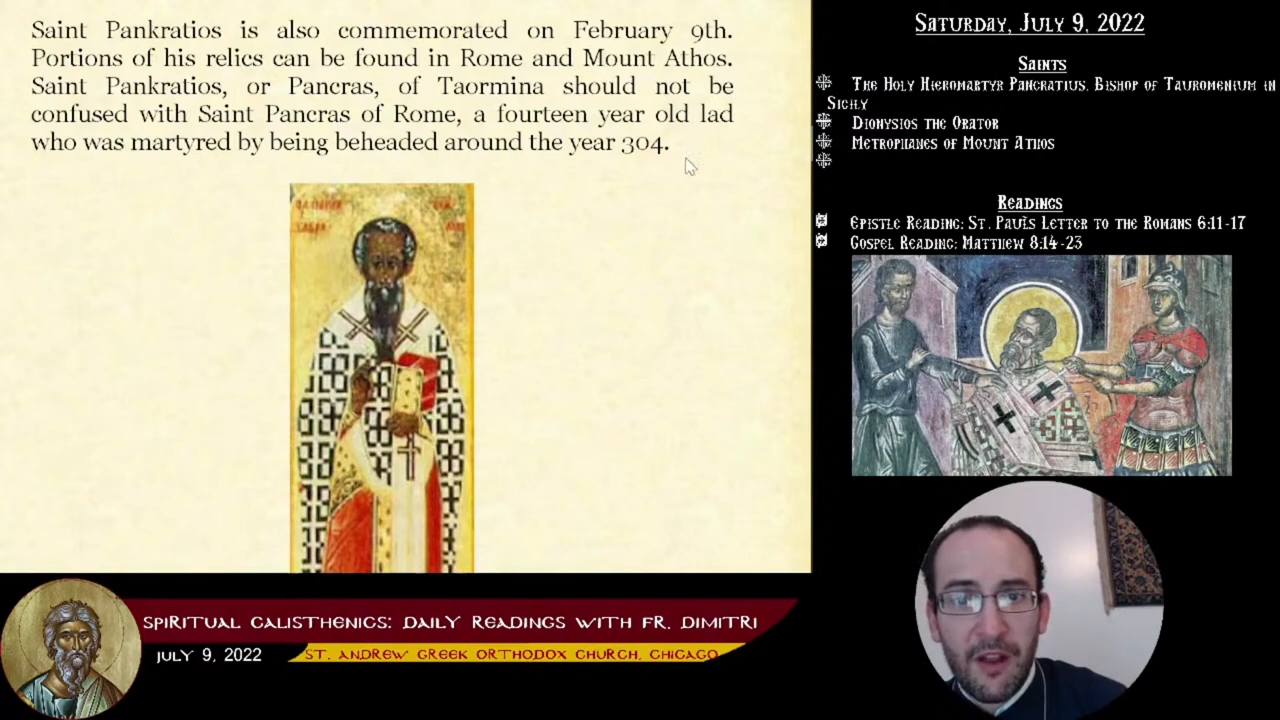 Saint Pankratios is also commemorated on February 9th.
Portions of his relics can be found in Rome and Mount Athos.
Saint Pankratios, or Pancras, of Taormina should not be
confused with Saint Pancras of Rome, a fourteen year old lad
who was martyred by being beheaded around the year 304.
Saturday, July 9, 2022
Saints
The Holy Hieromartyr Pancratius, Bishop of Tauromenium in
Sicily
Dionysios the Orator
Metrophanes of Mount Athos
Readings
Epistle Reading: St. Paul's Letter to the Romans 6:11-17
Gospel Reading: Matthew 8:14-23
Spiritual Calisthenics: Daily Readings with Fr. Dimitri
July 9, 2022
St. Andrew Greek Orthodox Church, Chicago